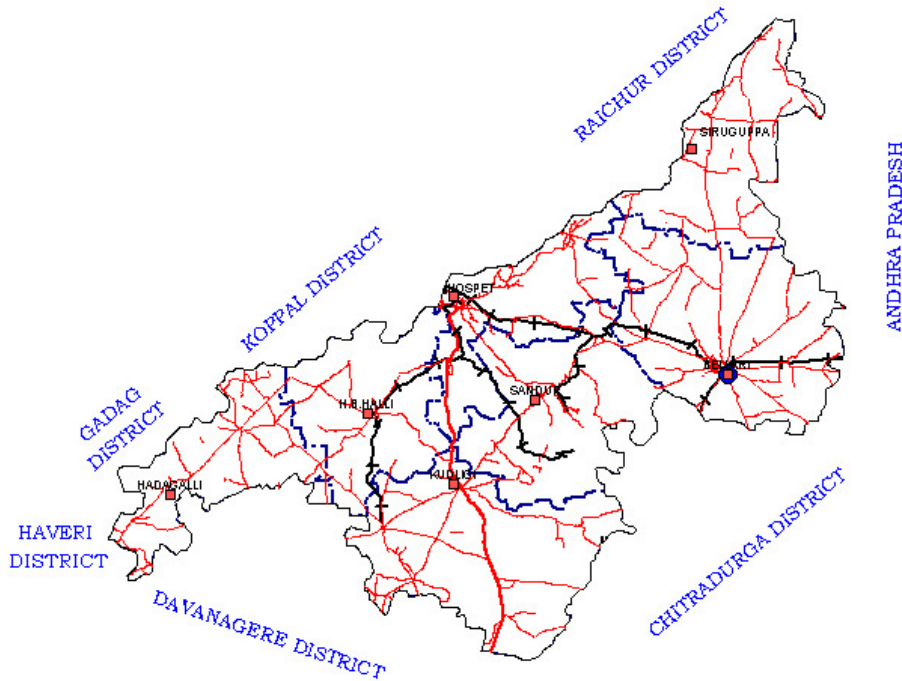 RAICHUR DISTRICT
SIRUGUPPA
ANDHRA PRADESH
KOPPAL DISTRICT
HOSPET
SANDUR
H.B.HALLI
GADAG
DISTRICT
HADAGALLI
KUDLIGI
HAVERI
DISTRICT
DAVANAGERE DISTRICT
CHITRADURGA DISTRICT